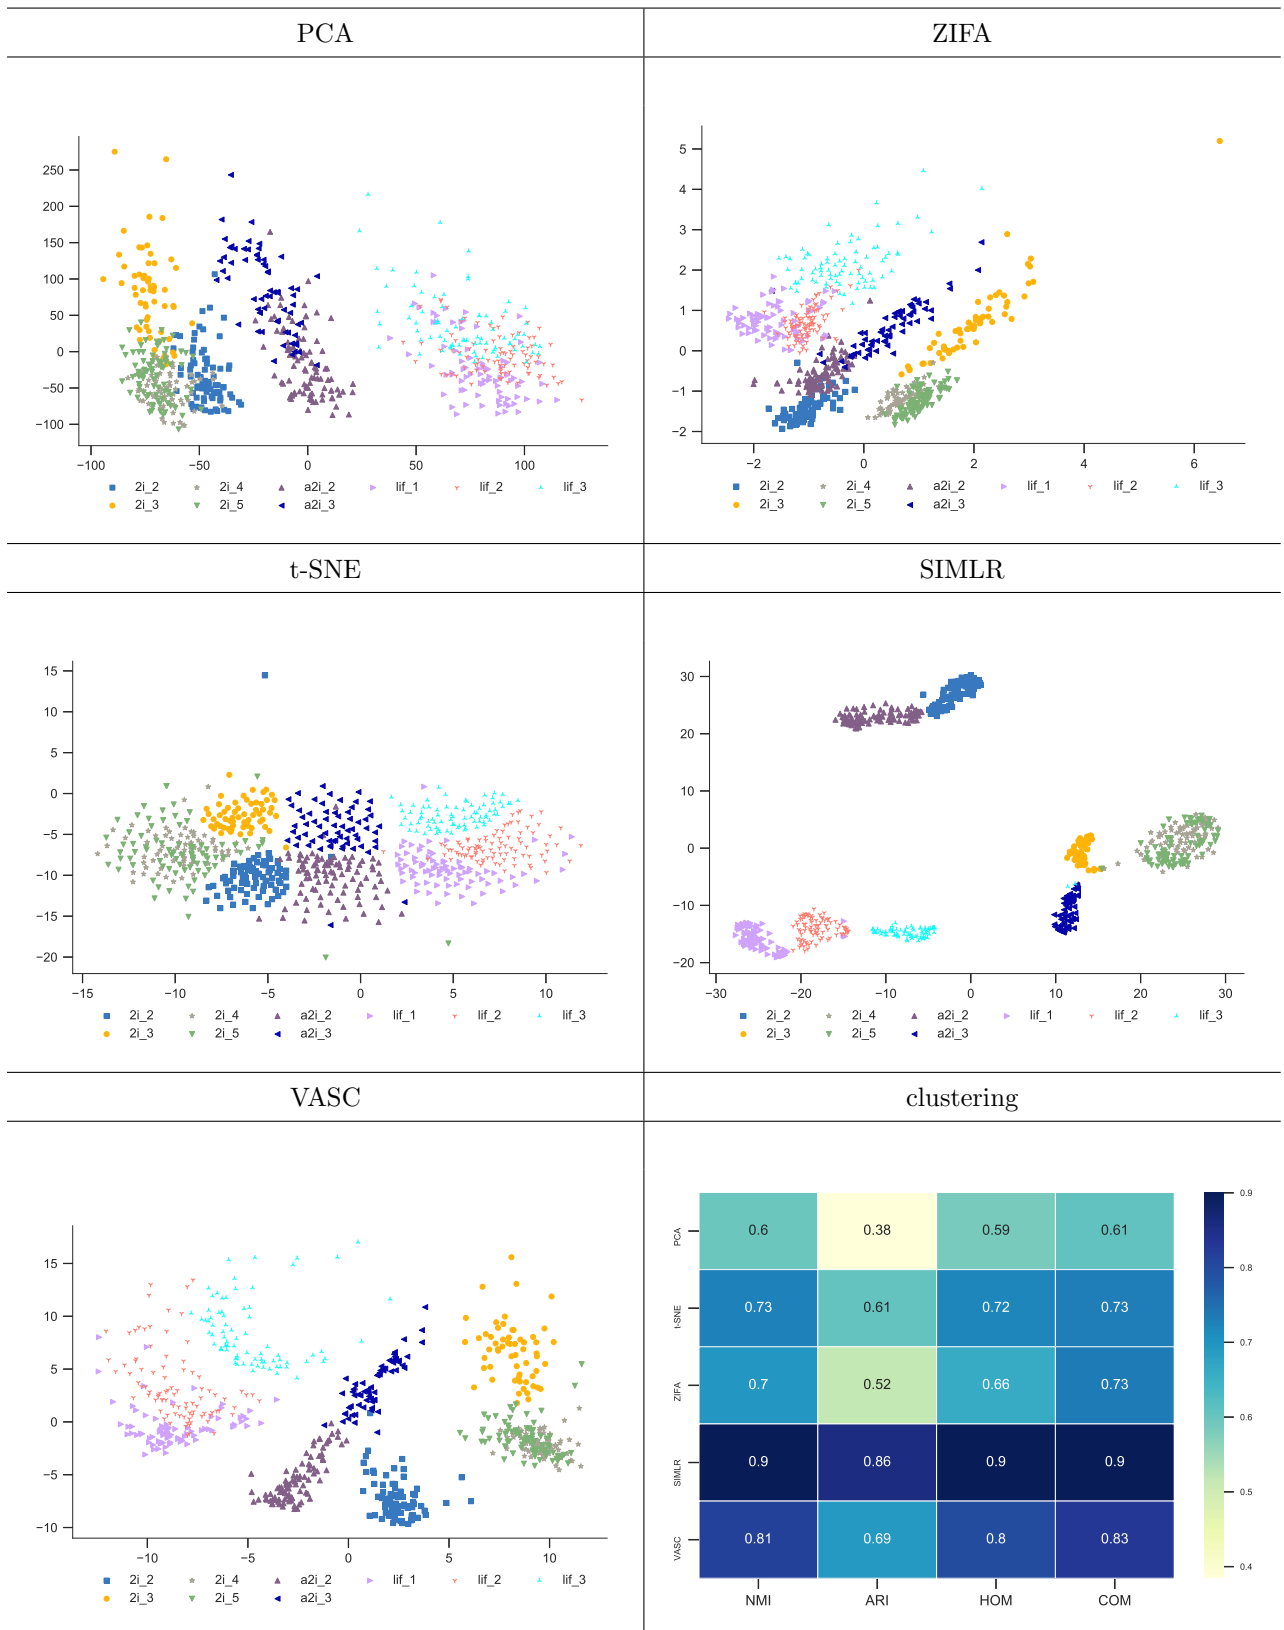 PCA ZIFA
250
200
150
100
50
0
−50
−100
−100 −50 0 50 100
2i_2 2i_4 a2i_2 lif_1 lif_2 lif_3
2i_3 2i_5 a2i_3
5
4
3
2
1
0
−1
−2
−2 0 2 4 6
2i_2 2i_4 a2i_2 lif_1 lif_2 lif_3
2i_3 2i_5 a2i_3
t-SNE SIMLR
15
10
5
0
−5
−10
−15
−20
−15 −10 −5 0 5 10
2i_2 2i_4 a2i_2 lif_1 lif_2 lif_3
2i_3 2i_5 a2i_3
30
20
10
0
−10
−20
−30 −20 −10 0 10 20 30
2i_2 2i_4 a2i_2 lif_1 lif_2 lif_3
2i_3 2i_5 a2i_3
VASC clustering
15
10
5
0
−5
−10
−10 −5 0 5 10
2i_2 2i_4 a2i_2 lif_1 lif_2 lif_3
2i_3 2i_5 a2i_3
PCA 0.6 0.38 0.59 0.61
t-SNE 0.73 0.61 0.72 0.73
ZIFA 0.7 0.52 0.66 0.73
SIMLR 0.9 0.86 0.9 0.9
VASC 0.81 0.69 0.8 0.83
NMI ARI HOM COM
0.9
0.8
0.7
0.6
0.5
0.4